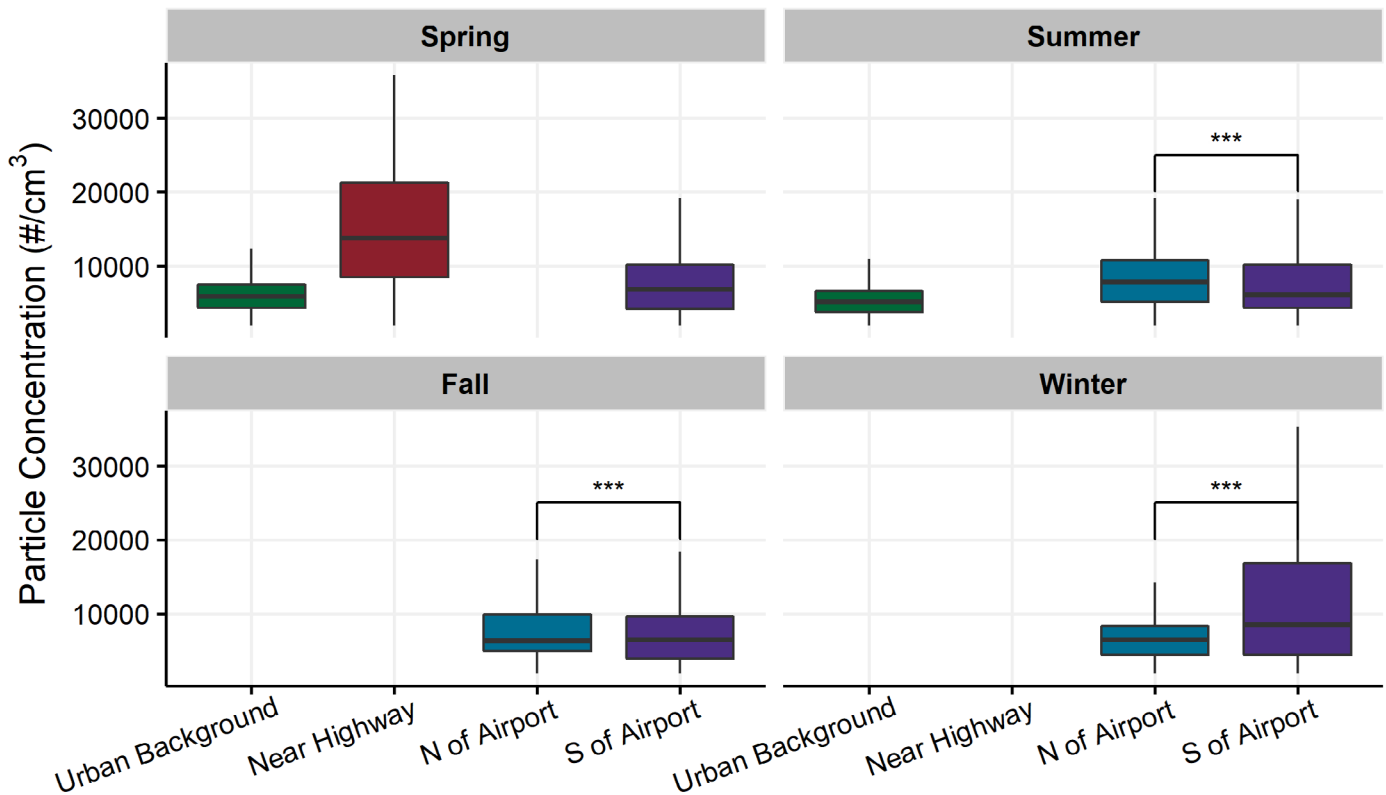 Spring
Summer
Particle Concentration (#/cm³)
30000
20000
10000
***
Fall
Winter
30000
20000
10000
***
***
Urban Background
Near Highway
N of Airport
S of Airport
Urban Background
Near Highway
N of Airport
S of Airport